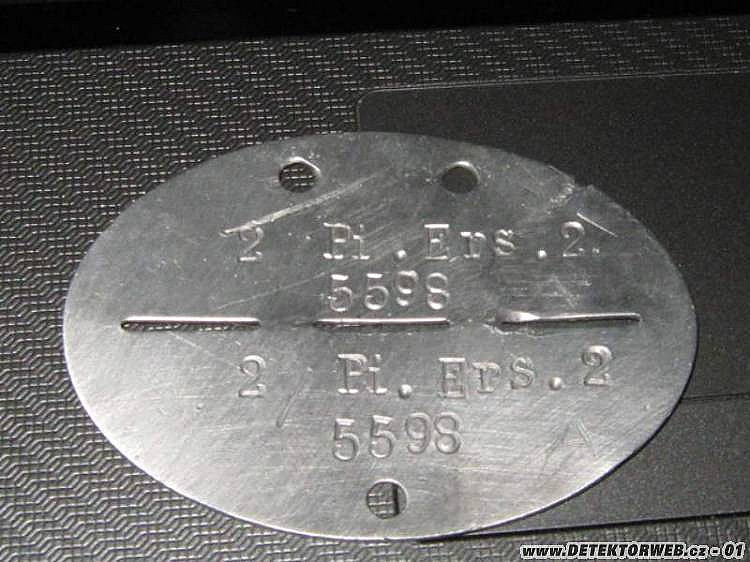 2 Pi.Ers.2.
5598
2 Pi.Ers.2
5598 A
www.DETEKTORWEB.cz - 01